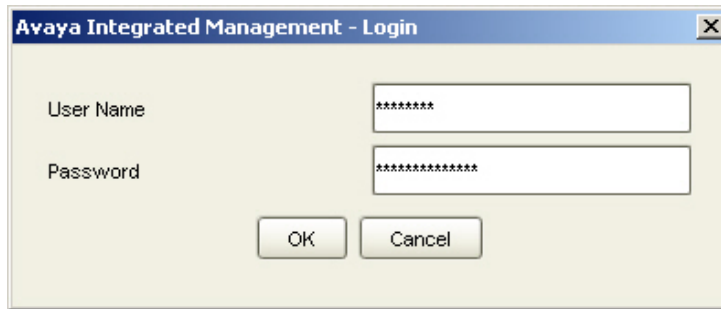 Avaya Integrated Management - Login
User Name ********
Password **************
OK Cancel